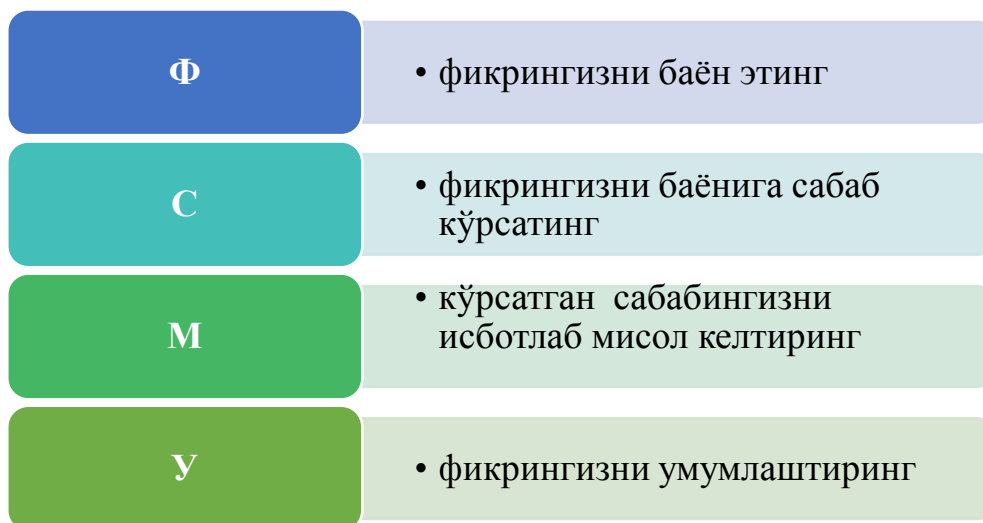 Ф
• фикрингизни баён этинг
С
• фикрингизни баёнига сабаб
кўрсатинг
М
• кўрсатган сабабингизни
исботлаб мисол келтиринг
У
• фикрингизни умумлаштиринг